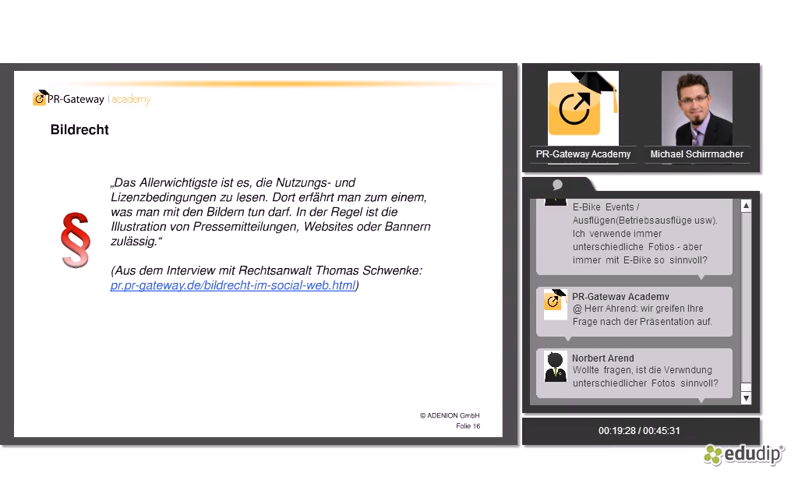 PR-Gateway | academy
Bildrecht
„Das Allerwichtigste ist es, die Nutzungs- und
Lizenzbedingungen zu lesen. Dort erfährt man zum einem,
was man mit den Bildern tun darf. In der Regel ist die
Illustration von Pressemitteilungen, Websites oder Bannern
zulässig.“
(Aus dem Interview mit Rechtsanwalt Thomas Schwenke:
pr.pr-gateway.de/bildrecht-im-social-web.html)
§
© ADENION GmbH
Folie 16
PR-Gateway Academy
Michael Schirrmacher
E-Bike Events /
Ausflügen(Betriebsausflüge usw).
Ich verwende immer
unterschiedliche Fotios - aber
immer mit E-Bike so sinnvoll?
PR-Gateway Academy
@ Herr Ahrend: wir greifen Ihre
Frage nach der Präsentation auf.
Norbert Arend
Wollte fragen, ist die Verwndung
unterschiedlicher Fotos sinnvoll?
00:19:28 / 00:45:31
edudip